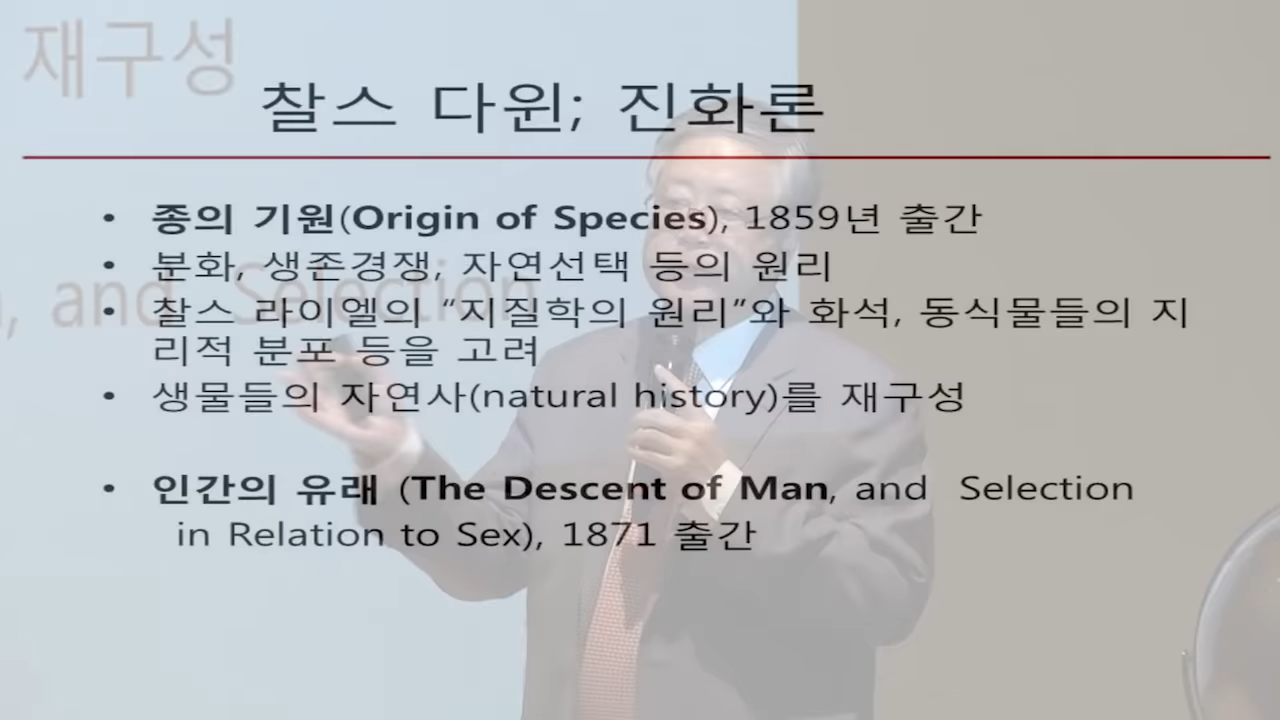 재구성
찰스 다윈; 진화론
• 종의 기원(Origin of Species), 1859년 출간
• 분화, 생존경쟁, 자연선택 등의 원리
n, and Selection
• 찰스 라이엘의 “지질학의 원리”와 화석, 동식물들의 지
리적 분포 등을 고려
• 생물들의 자연사(natural history)를 재구성
• 인간의 유래 (The Descent of Man, and Selection
in Relation to Sex), 1871 출간